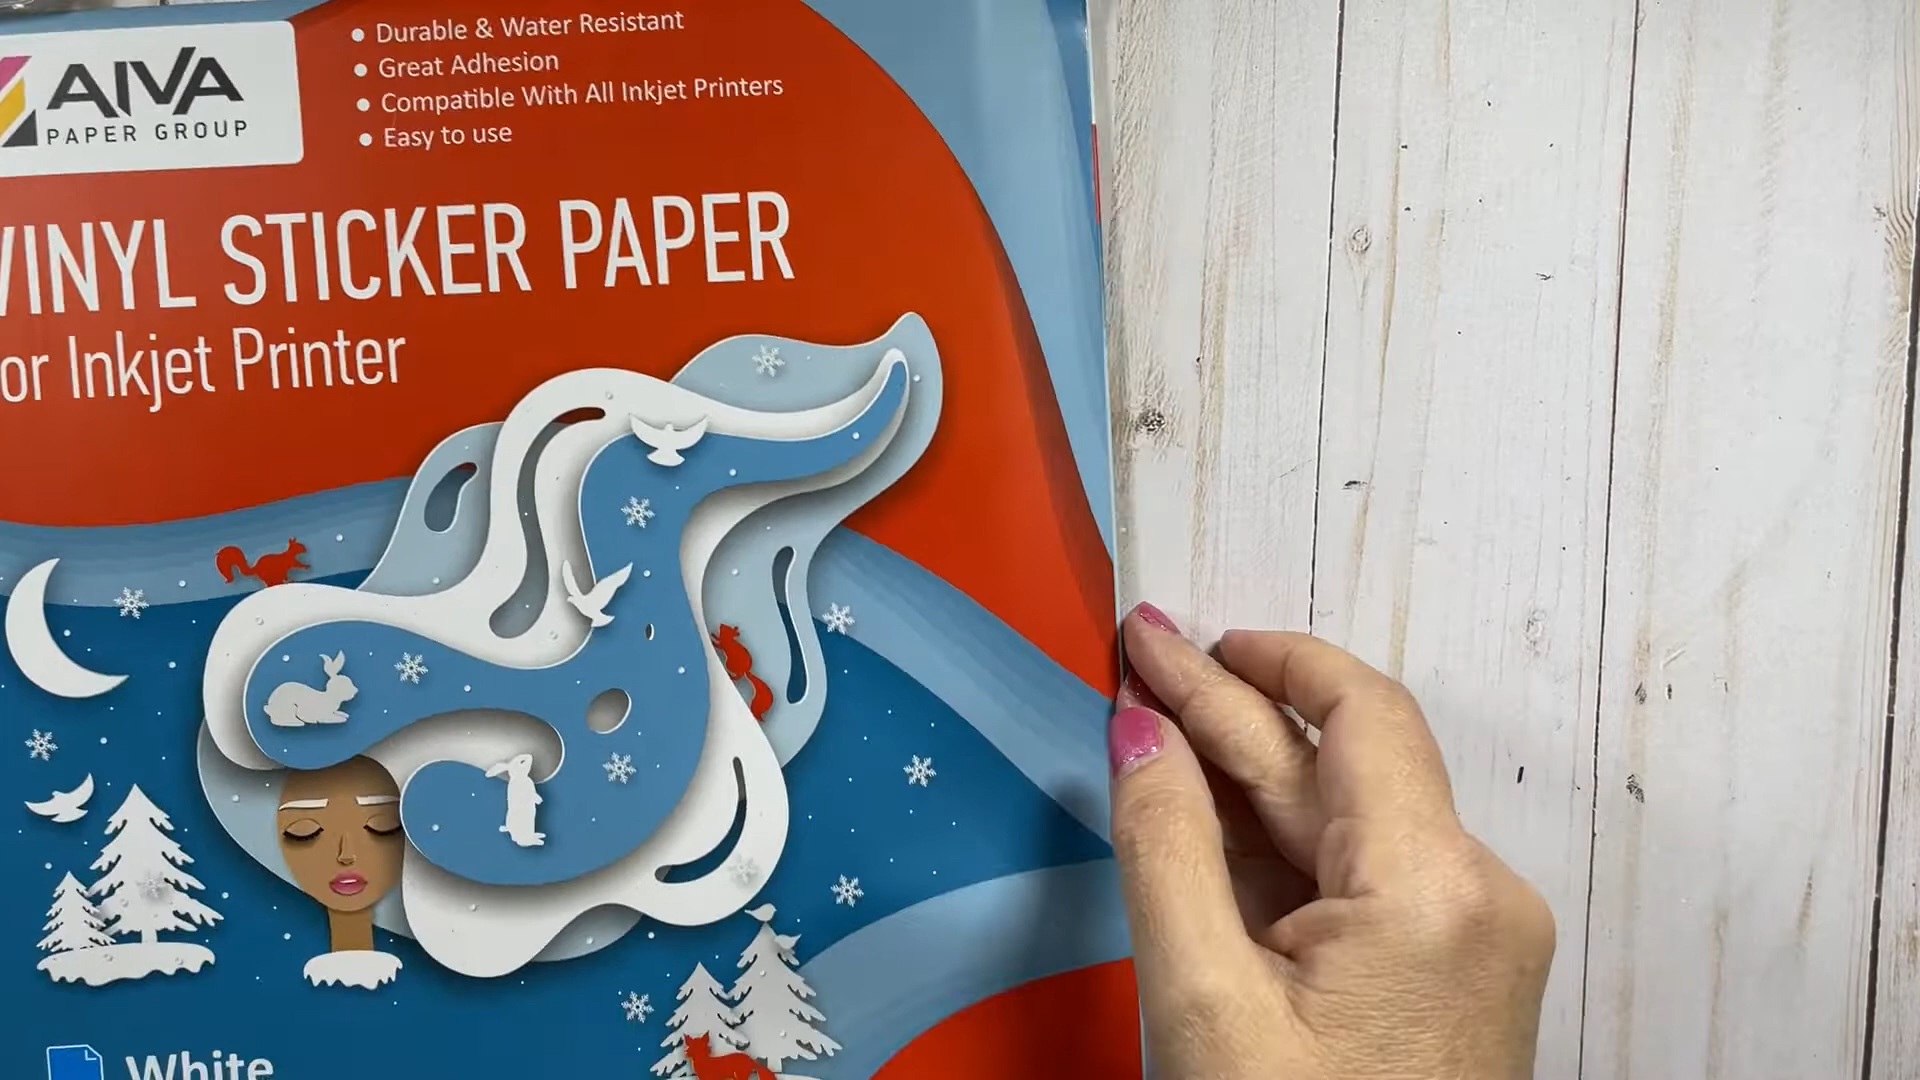 AIVA
PAPER GROUP
Durable & Water Resistant
Great Adhesion
Compatible With All Inkjet Printers
Easy to use
VINYL STICKER PAPER
or Inkjet Printer
White